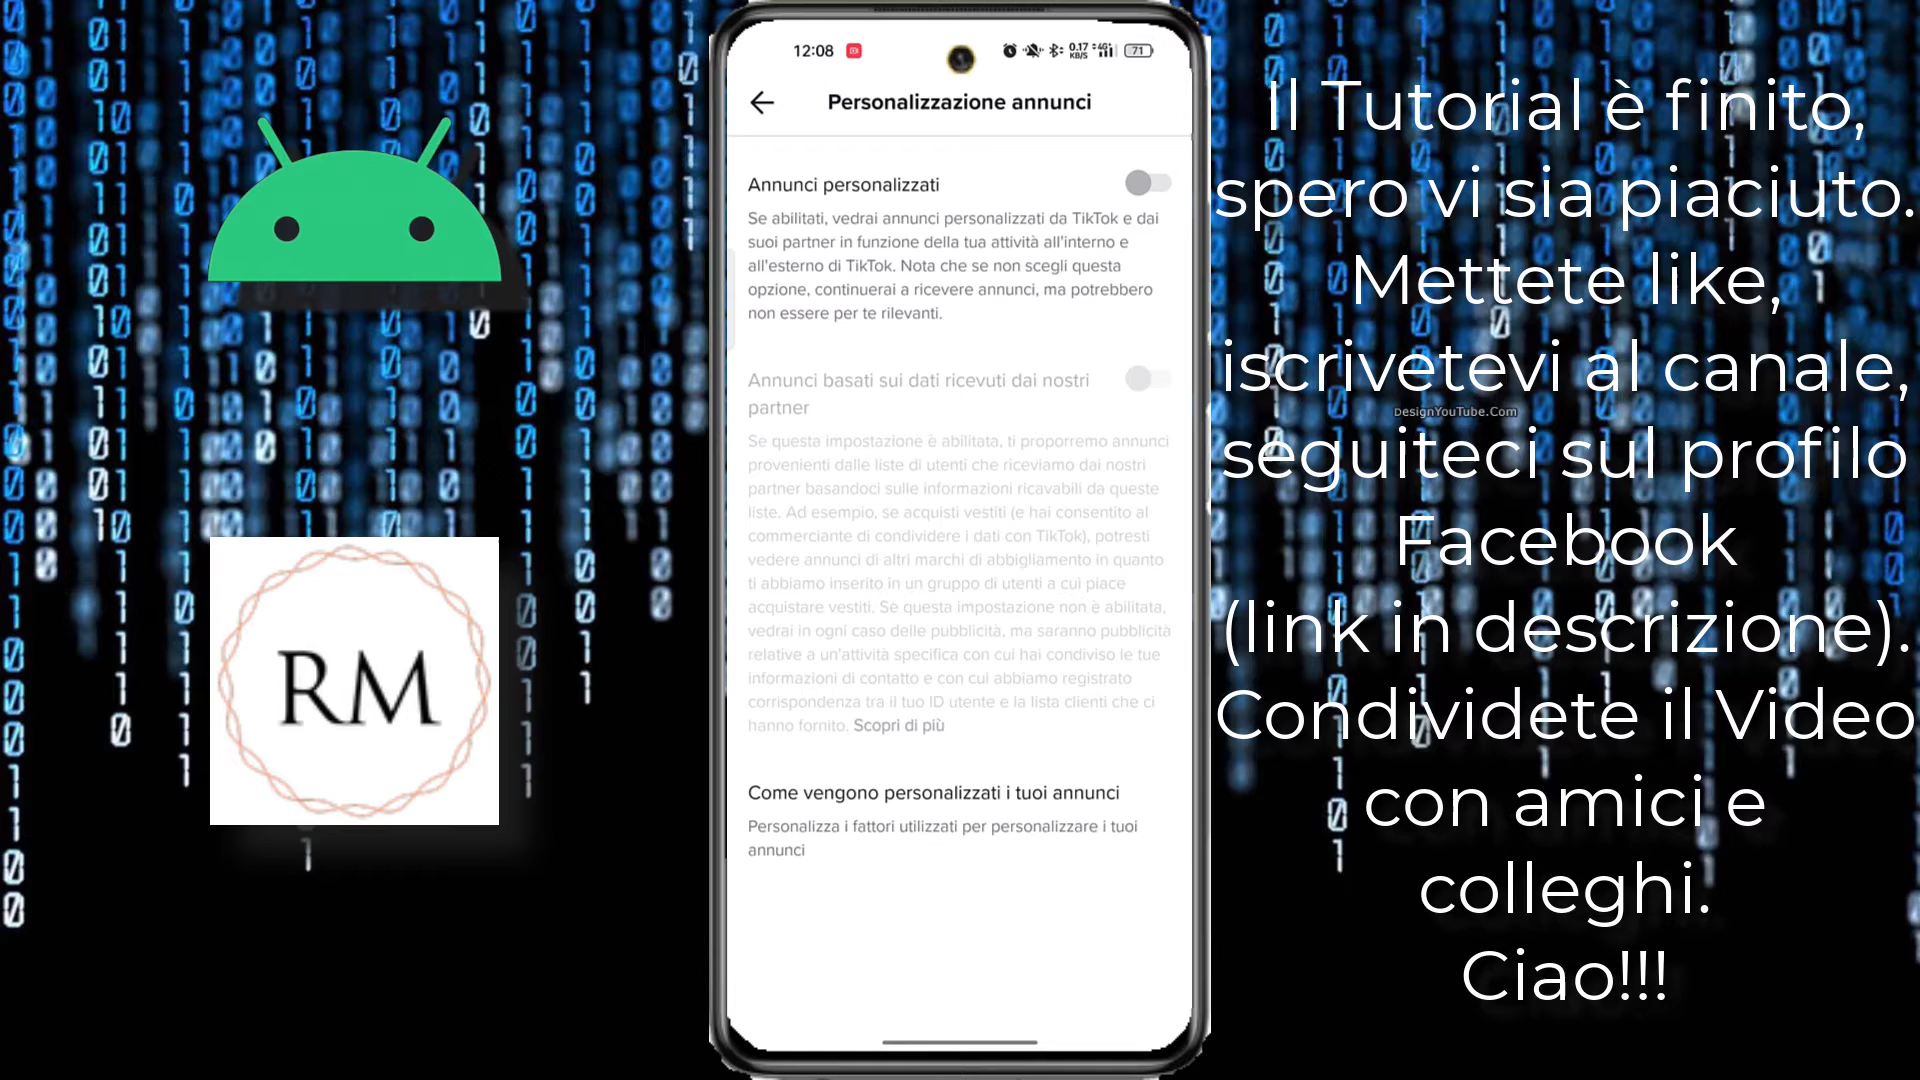 12:08
0.17
KB/S
4G+
71
Personalizzazione annunci
Annunci personalizzati
Se abilitati, vedrai annunci personalizzati da TikTok e dai
suoi partner in funzione della tua attività all'interno e
all'esterno di TikTok. Nota che se non scegli questa
opzione, continuerai a ricevere annunci, ma potrebbero
non essere per te rilevanti.
Annunci basati sui dati ricevuti dai nostri
partner
Se questa impostazione è abilitata, ti proporremo annunci
provenienti dalle liste di utenti che riceviamo dai nostri
partner basandoci sulle informazioni ricavabili da queste
liste. Ad esempio, se acquisti vestiti (e hai consentito al
commerciante di condividere i dati con TikTok), potresti
vedere annunci di altri marchi di abbigliamento in quanto
ti abbiamo inserito in un gruppo di utenti a cui piace
acquistare vestiti. Se questa impostazione non è abilitata,
vedrai in ogni caso delle pubblicità, ma saranno pubblicità
relative a un'attività specifica con cui hai condiviso le tue
informazioni di contatto e con cui abbiamo registrato
corrispondenza tra il tuo ID utente e la lista clienti che ci
hanno fornito. Scopri di più
Come vengono personalizzati i tuoi annunci
Personalizza i fattori utilizzati per personalizzare i tuoi
annunci
RM
Il Tutorial è finito,
spero vi sia piaciuto.
Mettete like,
iscrivetevi al canale,
DesignYouTube.Com
seguiteci sul profilo
Facebook
(link in descrizione).
Condividete il Video
con amici e
colleghi.
Ciao!!!